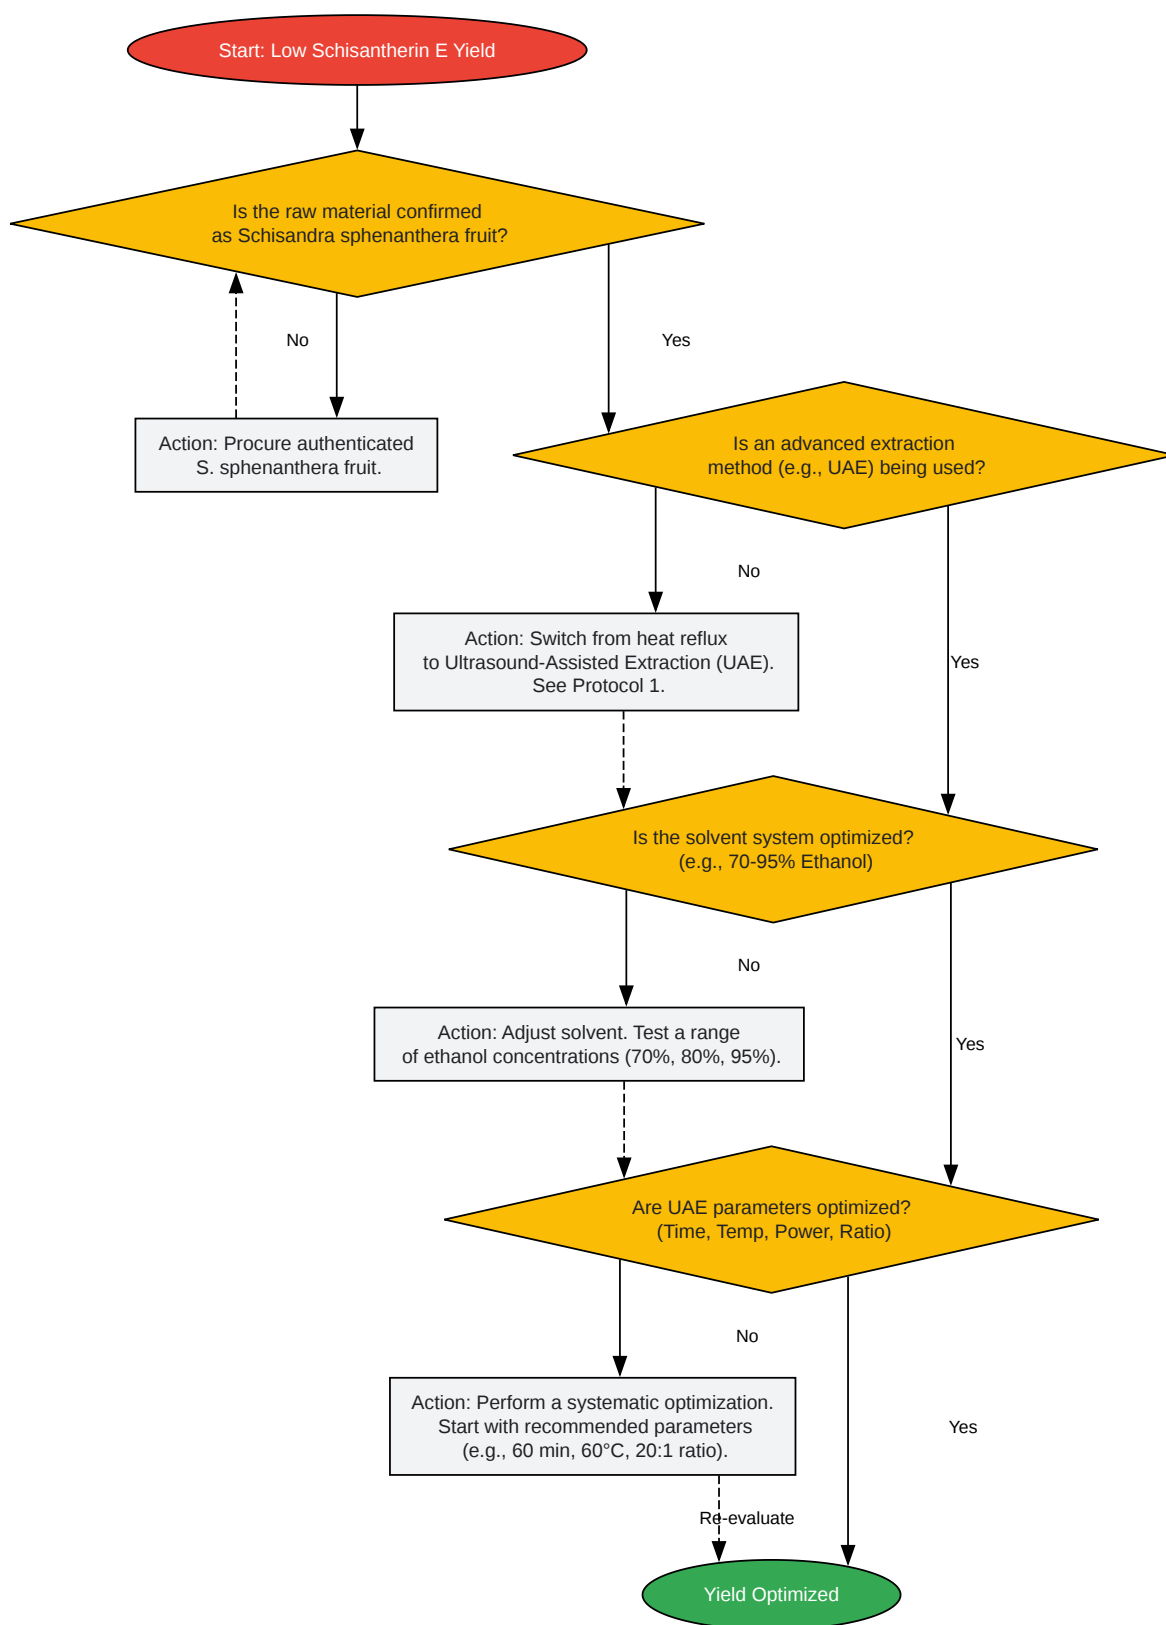 Start: Low Schisantherin E Yield
Is the raw material confirmed
as Schisandra sphenanthera fruit?
No
Yes
Action: Procure authenticated
S. sphenanthera fruit.
Is an advanced extraction
method (e.g., UAE) being used?
No
Action: Switch from heat reflux
to Ultrasound-Assisted Extraction (UAE).
See Protocol 1.
Yes
Is the solvent system optimized?
(e.g., 70-95% Ethanol)
No
Action: Adjust solvent. Test a range
of ethanol concentrations (70%, 80%, 95%).
Yes
Are UAE parameters optimized?
(Time, Temp, Power, Ratio)
No
Action: Perform a systematic optimization.
Start with recommended parameters
(e.g., 60 min, 60°C, 20:1 ratio).
Yes
Re-evaluate
Yield Optimized